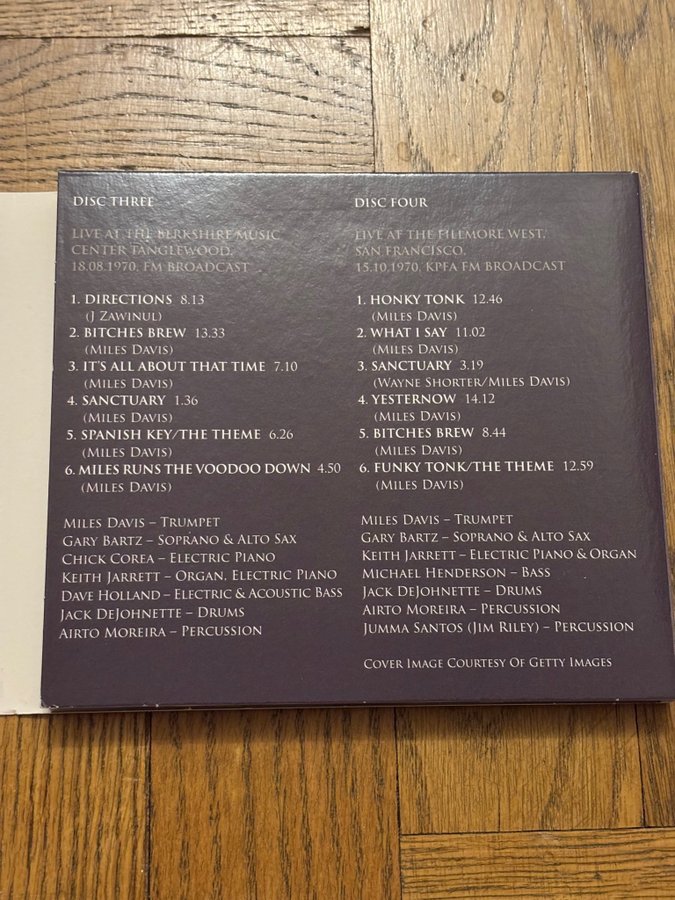 DISC THREE
LIVE AT THE BERKSHIRE MUSIC
CENTER TANGLEWOOD,
18.08.1970, FM BROADCAST
1. DIRECTIONS 8.13
(J ZAWINUL)
2. BITCHES BREW 13.33
(MILES DAVIS)
3. IT'S ALL ABOUT THAT TIME 7.10
(MILES DAVIS)
4. SANCTUARY 1.36
(MILES DAVIS)
5. SPANISH KEY/THE THEME 6.26
(MILES DAVIS)
6. MILES RUNS THE VOODOO DOWN 4.50
(MILES DAVIS)
MILES DAVIS – TRUMPET
GARY BARTZ – SOPRANO & ALTO SAX
CHICK COREA – ELECTRIC PIANO
KEITH JARRETT – ORGAN, ELECTRIC PIANO
DAVE HOLLAND – ELECTRIC & ACOUSTIC BASS
JACK DEJOHNETTE – DRUMS
AIRTO MOREIRA – PERCUSSION
DISC FOUR
LIVE AT THE FILLMORE WEST,
SAN FRANCISCO,
15.10.1970, KPFA FM BROADCAST
1. HONKY TONK 12.46
(MILES DAVIS)
2. WHAT I SAY 11.02
(MILES DAVIS)
3. SANCTUARY 3.19
(WAYNE SHORTER/MILES DAVIS)
4. YESTERNOW 14.12
(MILES DAVIS)
5. BITCHES BREW 8.44
(MILES DAVIS)
6. FUNKY TONK/THE THEME 12.59
(MILES DAVIS)
MILES DAVIS – TRUMPET
GARY BARTZ – SOPRANO & ALTO SAX
KEITH JARRETT – ELECTRIC PIANO & ORGAN
MICHAEL HENDERSON – BASS
JACK DEJOHNETTE – DRUMS
AIRTO MOREIRA – PERCUSSION
JUMMA SANTOS (JIM RILEY) – PERCUSSION
COVER IMAGE COURTESY OF GETTY IMAGES